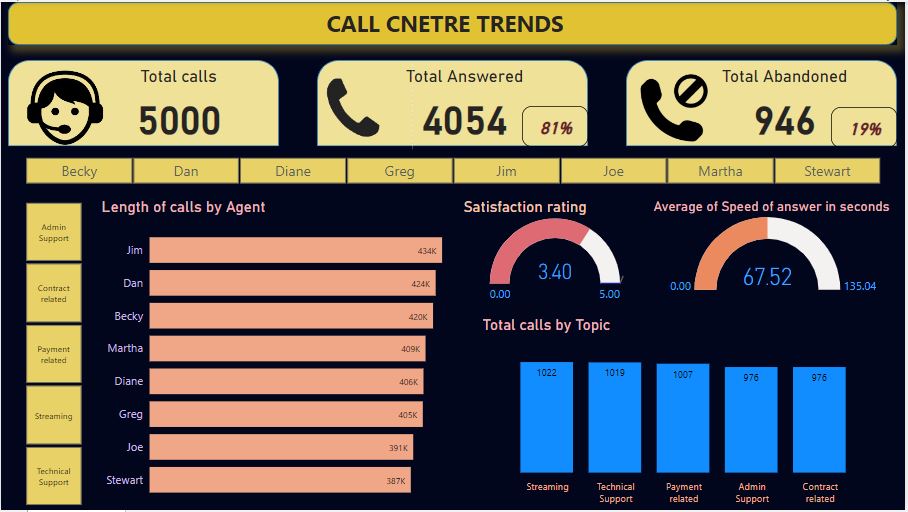 CALL CNETRE TRENDS
Total calls
5000
Total Answered
4054
81%
Total Abandoned
946
19%
Becky Dan Diane Greg Jim Joe Martha Stewart
Admin
Support
Contract
related
Payment
related
Streaming
Technical
Support
Length of calls by Agent
Jim 434K
Dan 424K
Becky 420K
Martha 409K
Diane 406K
Greg 405K
Joe 391K
Stewart 387K
Satisfaction rating
3.40
0.00 5.00
Average of Speed of answer in seconds
67.52
0.00 135.04
Total calls by Topic
1022 1019 1007 976 976
Streaming Technical Payment Admin Contract
Support related Support related